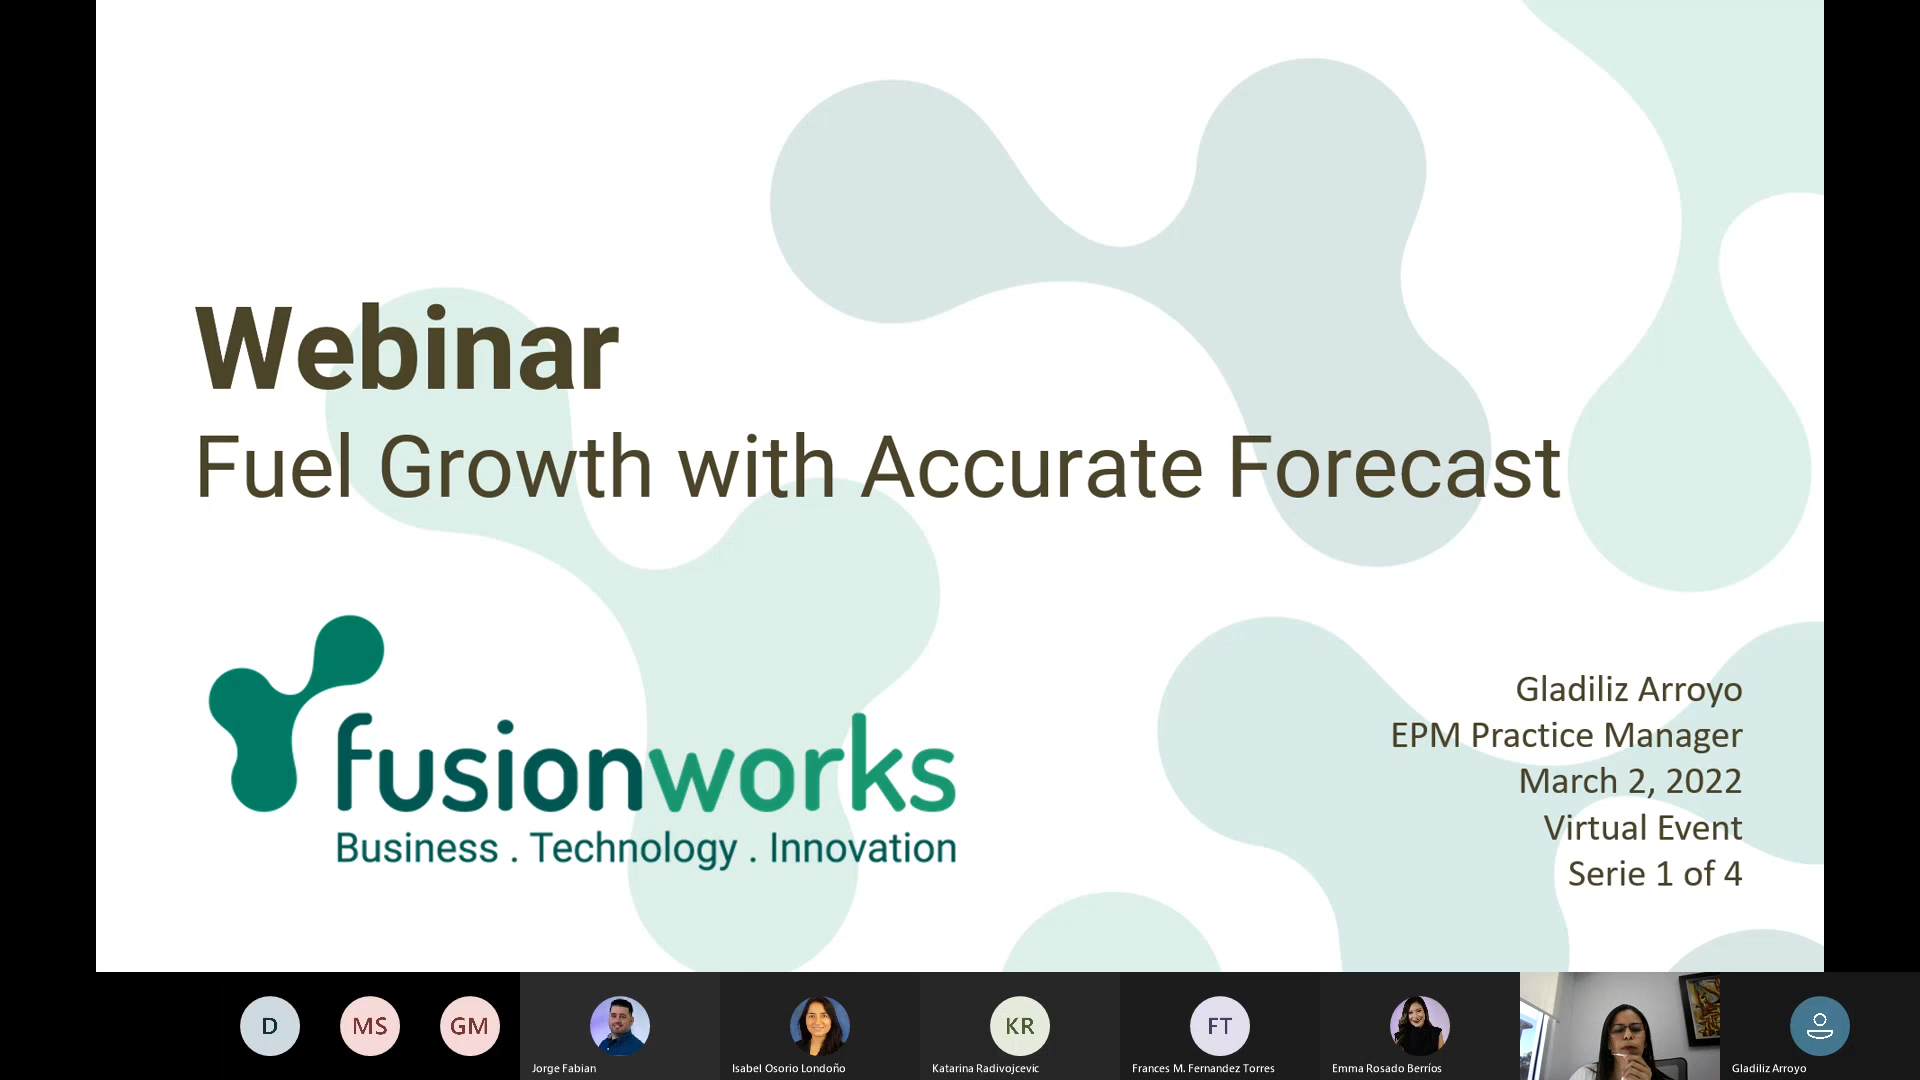 Webinar
Fuel Growth with Accurate Forecast
fusionworks
Business . Technology . Innovation
Gladiliz Arroyo
EPM Practice Manager
March 2, 2022
Virtual Event
Serie 1 of 4
D
MS
GM
KR
FT
Jorge Fabian
Isabel Osorio Londoño
Katarina Radivojcevic
Frances M. Fernandez Torres
Emma Rosado Berríos
Gladiliz Arroyo